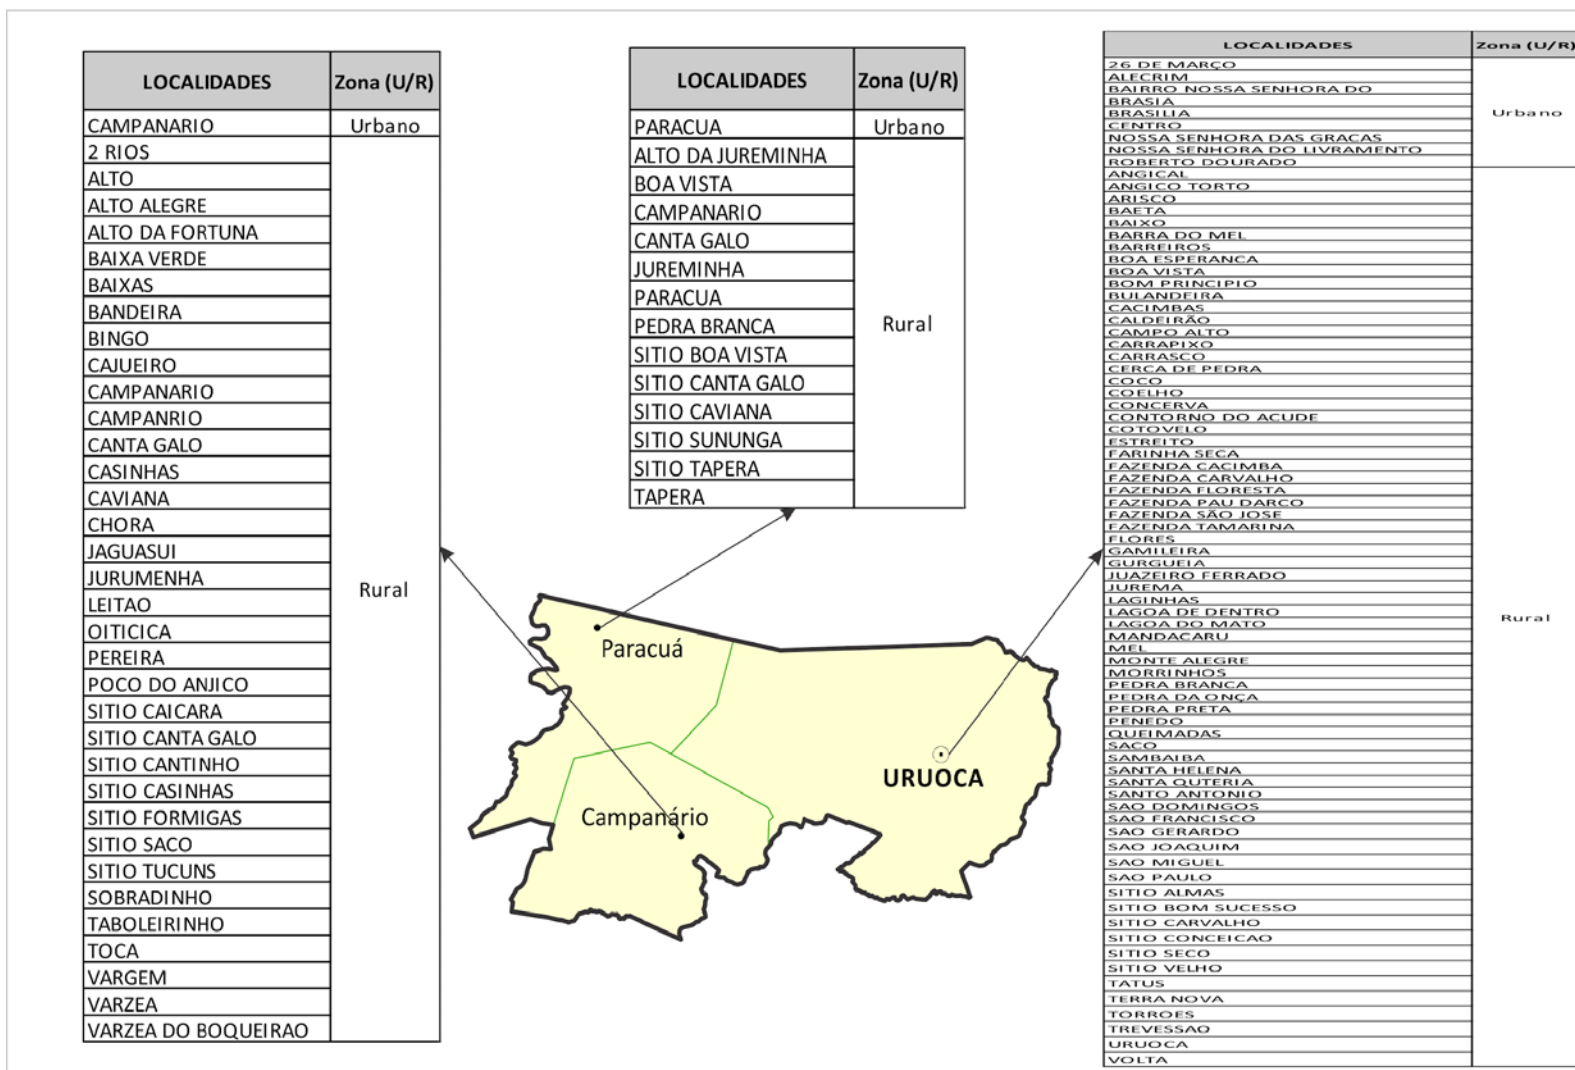 LOCALIDADES Zona (U/R)
CAMPANARIO Urbano
2 RIOS
ALTO
ALTO ALEGRE
ALTO DA FORTUNA
BAIXA VERDE
BAIXAS
BANDEIRA
BINGO
CAJUEIRO
CAMPANARIO
CAMPANRIO
CANTA GALO
CASINHAS
CAVIANA
CHORA
JAGUASUI
JURUMENHA
Rural
LEITAO
OITICICA
PEREIRA
POCO DO ANJICO
SITIO CAICARA
SITIO CANTA GALO
SITIO CANTINHO
SITIO CASINHAS
SITIO FORMIGAS
SITIO SACO
SITIO TUCUNS
SOBRADINHO
TABOLEIRINHO
TOCA
VARGEM
VARZEA
VARZEA DO BOQUEIRAO
LOCALIDADES Zona (U/R)
PARACUA Urbano
ALTO DA JUREMINHA
BOA VISTA
CAMPANARIO
CANTA GALO
JUREMINHA
PARACUA
PEDRA BRANCA Rural
SITIO BOA VISTA
SITIO CANTA GALO
SITIO CAVIANA
SITIO SUNUNGA
SITIO TAPERA
TAPERA
Paracuá
URUOCA
Campanário
LOCALIDADES Zona (U/R)
26 DE MARÇO
ALECRIM
BAIRRO NOSSA SENHORA DO
BRASIA
BRASILIA Urbano
CENTRO
NOSSA SENHORA DAS GRACAS
NOSSA SENHORA DO LIVRAMENTO
ROBERTO DOURADO
ANGICAL
ANGICO TORTO
ARISCO
BAETA
BAIXO
BARRA DO MEL
BARREIROS
BOA ESPERANCA
BOA VISTA
BOM PRINCIPIO
BULANDEIRA
CACIMBAS
CALDEIRÃO
CAMPO ALTO
CARRAPIXO
CARRASCO
CERCA DE PEDRA
COCO
COELHO
CONCERVA
CONTORNO DO ACUDE
COTOVELO
ESTREITO
FARINHA SECA
FAZENDA CACIMBA
FAZENDA CARVALHO
FAZENDA FLORESTA
FAZENDA PAU DARCO
FAZENDA SÃO JOSE
FAZENDA TAMARINA
FLORES
GAMILEIRA
GURGUEIA
JUAZEIRO FERRADO
JUREMA
LAGINHAS
LAGOA DE DENTRO
LAGOA DO MATO Rural
MANDACARU
MEL
MONTE ALEGRE
MORRINHOS
PEDRA BRANCA
PEDRA DA ONÇA
PEDRA PRETA
PENEDO
QUEIMADAS
SACO
SAMBAIBA
SANTA HELENA
SANTA QUTERIA
SANTO ANTONIO
SAO DOMINGOS
SAO FRANCISCO
SAO GERARDO
SAO JOAQUIM
SAO MIGUEL
SAO PAULO
SITIO ALMAS
SITIO BOM SUCESSO
SITIO CARVALHO
SITIO CONCEICAO
SITIO SECO
SITIO VELHO
TATUS
TERRA NOVA
TORROES
TREVESSAO
URUOCA
VOLTA